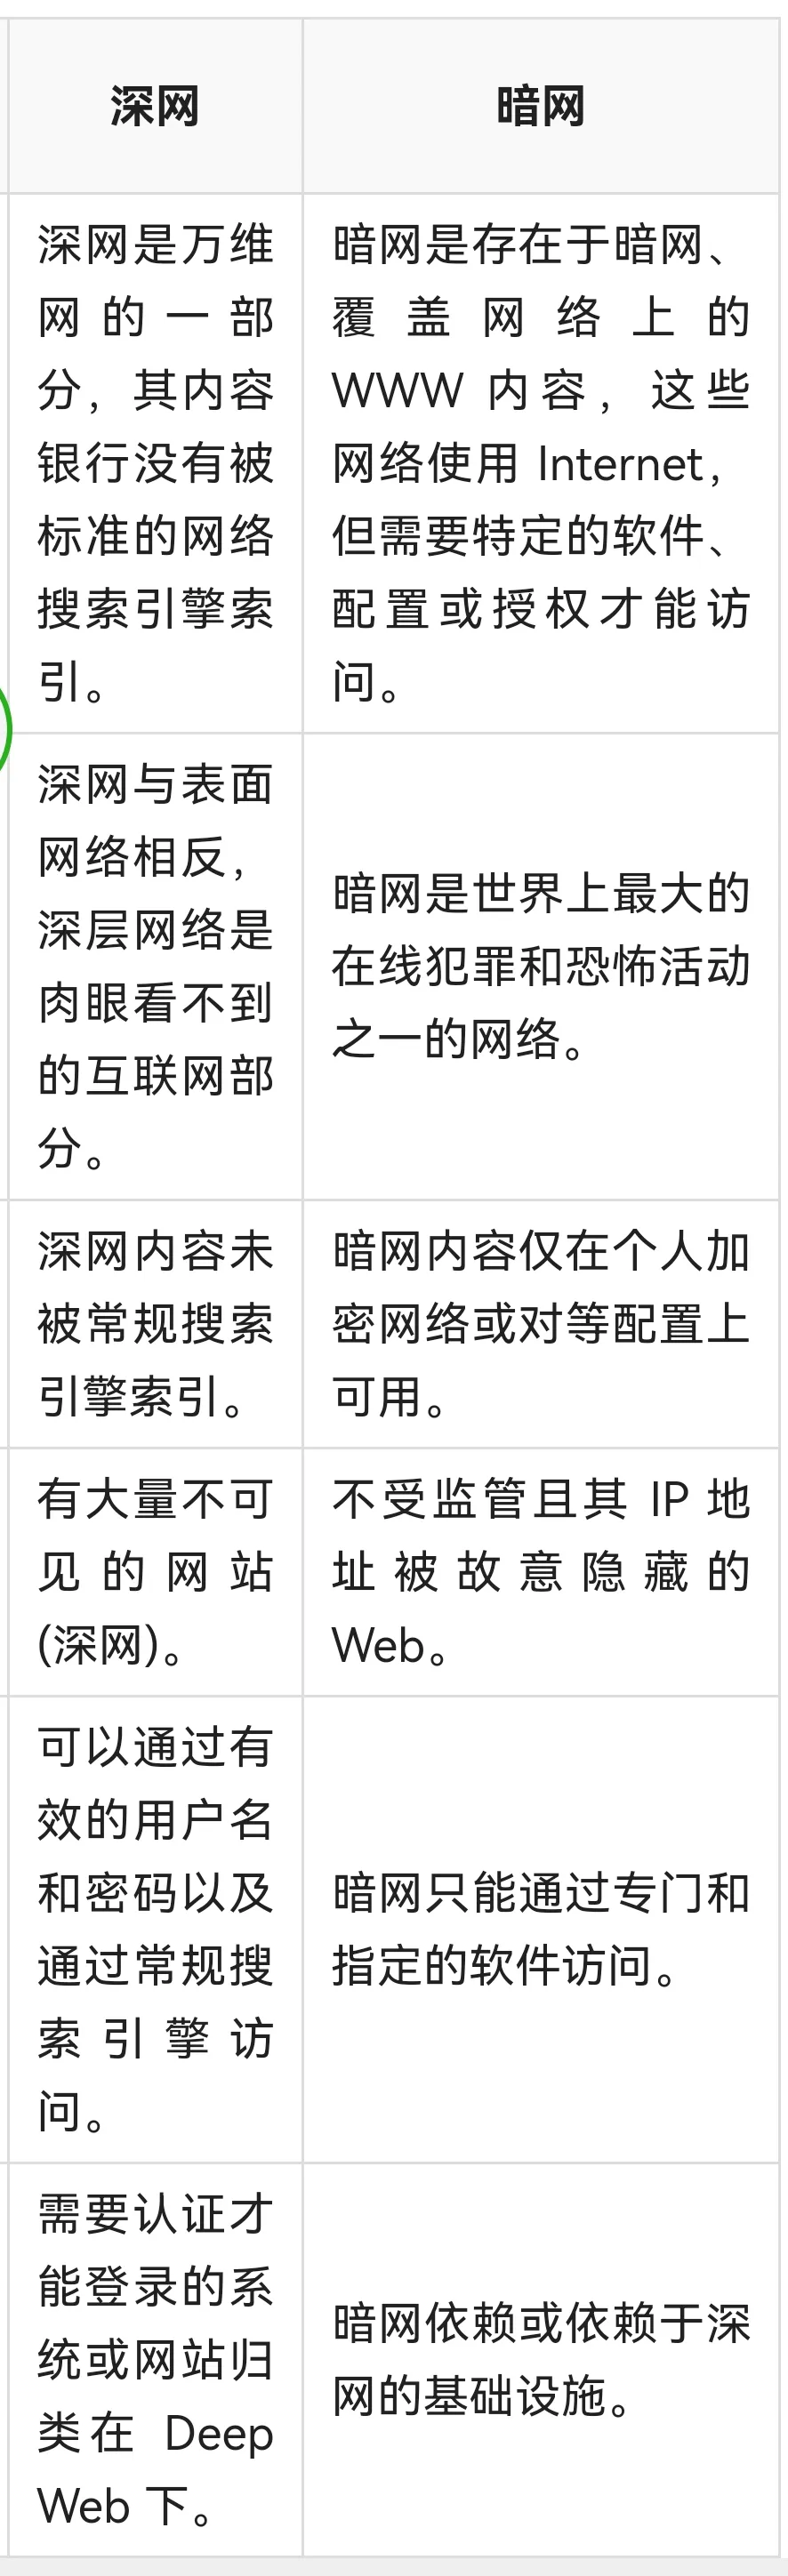 深网
暗网
深网是万维
网的一部
分，其内容
银行没有被
标准的网络
搜索引擎索
引。
暗网是存在于暗网、
覆盖网络上的
WWW 内容，这些
网络使用 Internet，
但需要特定的软件、
配置或授权才能访
问。
深网与表面
网络相反，
深层网络是
肉眼看不到
的互联网部
分。
暗网是世界上最大的
在线犯罪和恐怖活动
之一的网络。
深网内容未
被常规搜索
引擎索引。
暗网内容仅在个人加
密网络或对等配置上
可用。
有大量不可
见的网站
(深网)。
不受监管且其 IP 地
址被故意隐藏的
Web。
可以通过有
效的用户名
和密码以及
通过常规搜
索引擎访
问。
暗网只能通过专门和
指定的软件访问。
需要认证才
能登录的系
统或网站归
类在 Deep
Web 下。
暗网依赖或依赖于深
网的基础设施。